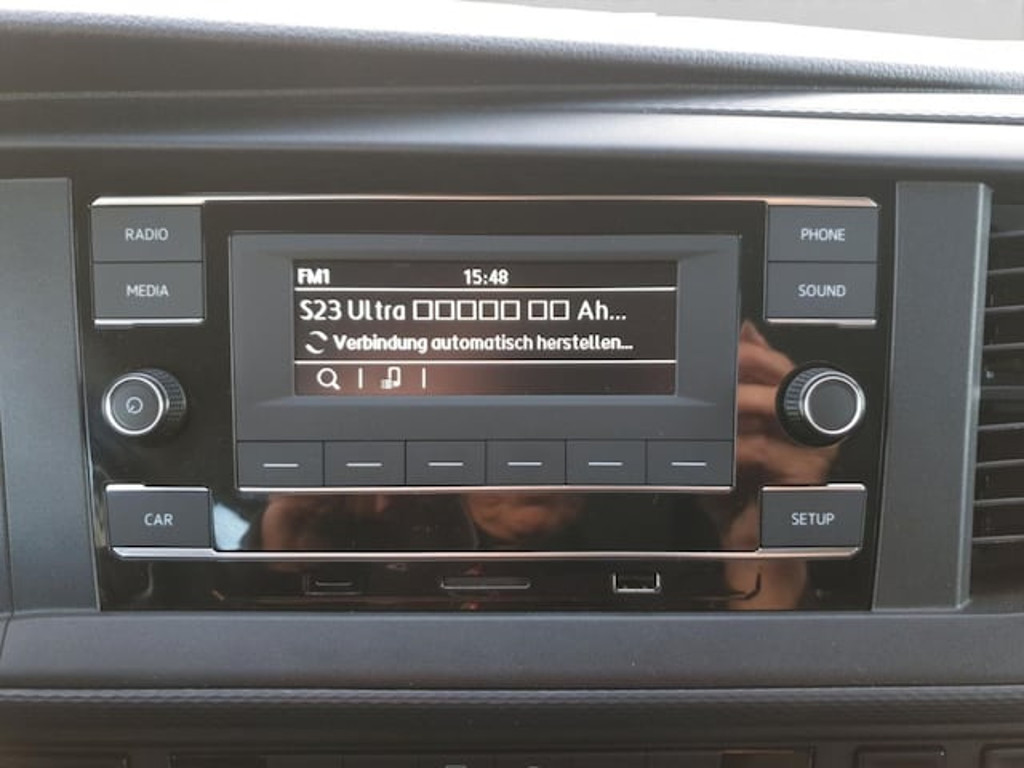 RADIO
MEDIA
FM1 15:48
S23 Ultra □□□□□ □□ Ah...
Verbindung automatisch herstellen...
PHONE
SOUND
CAR
SETUP